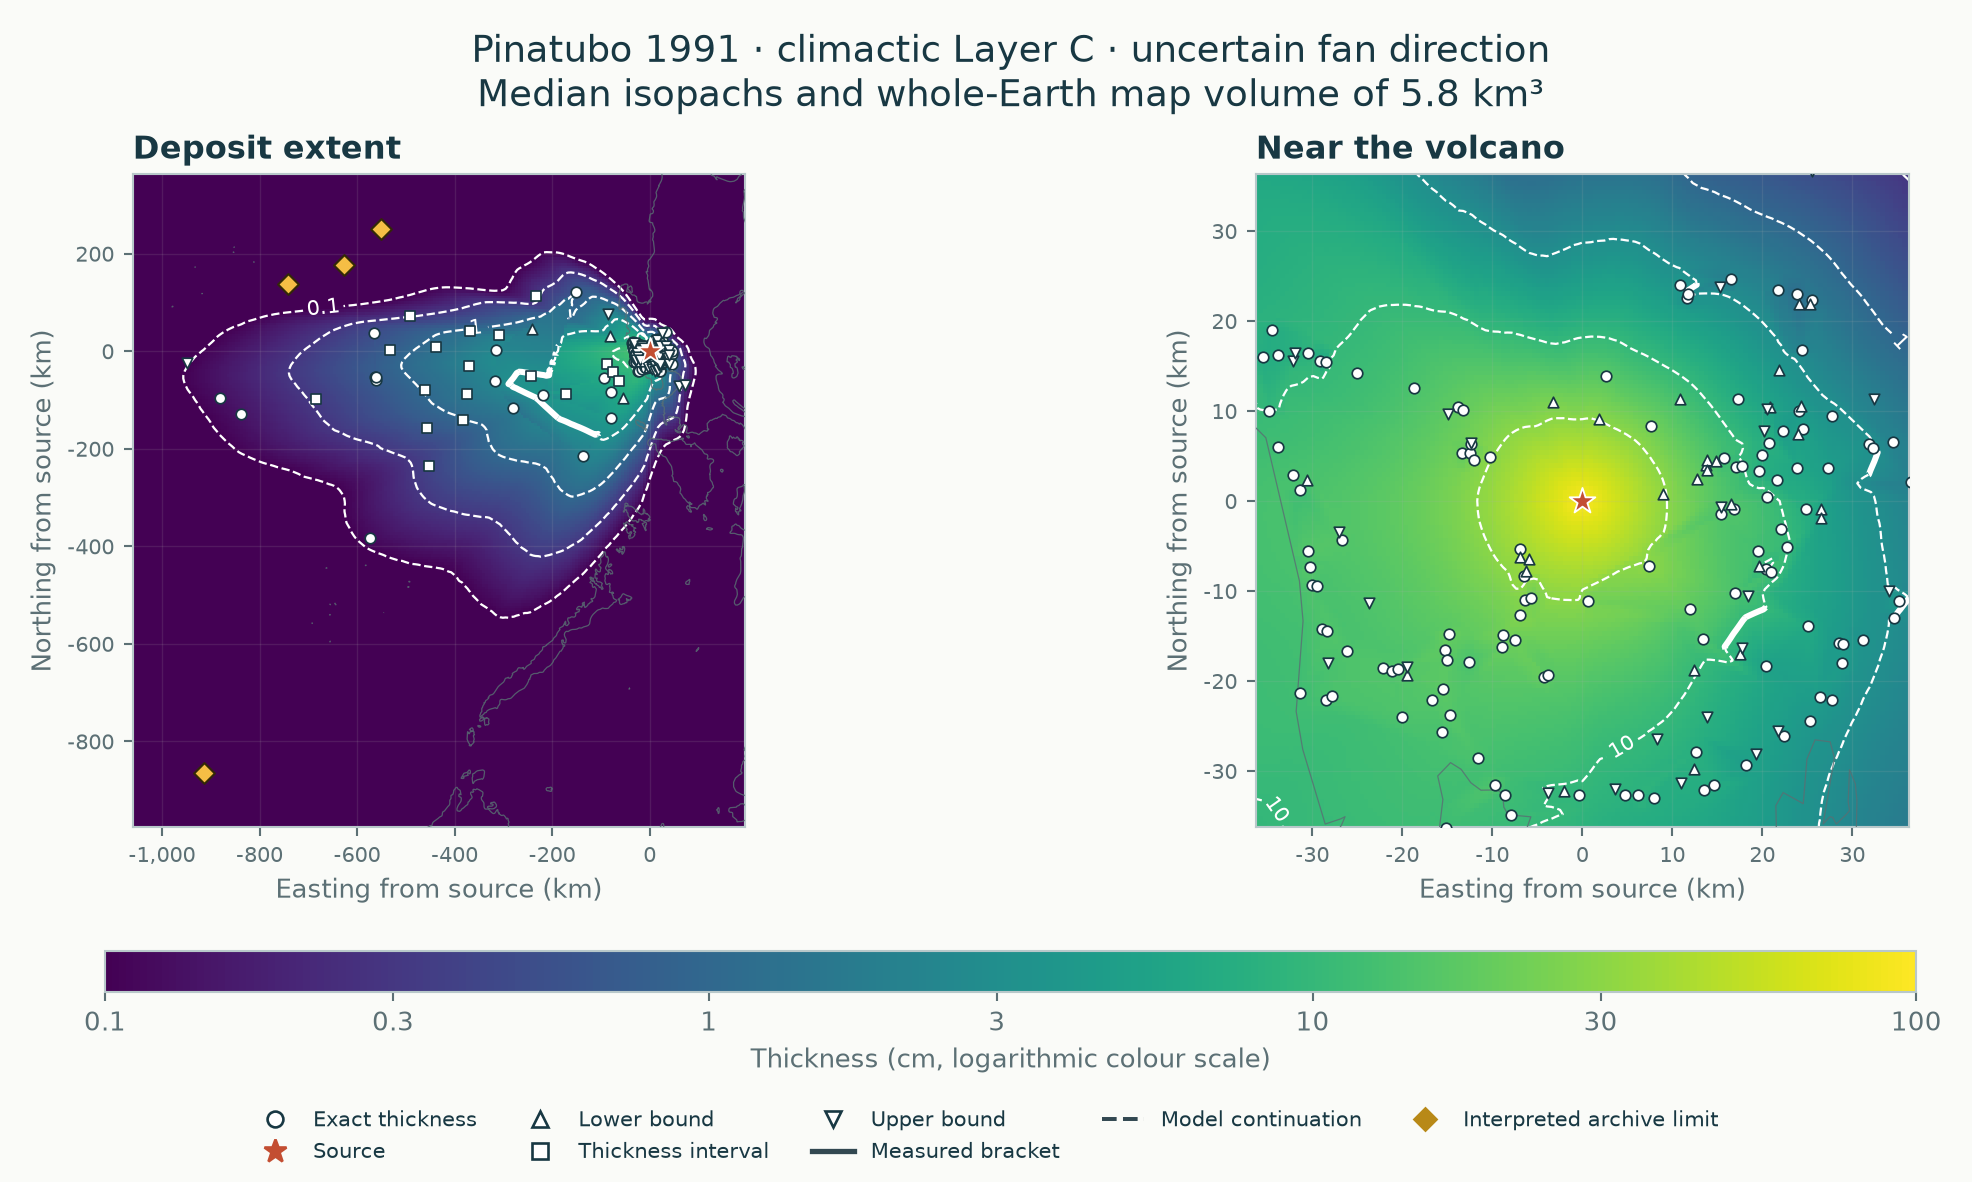 Pinatubo 1991 · climactic Layer C · uncertain fan direction
Median isopachs and whole-Earth map volume of 5.8 km³
Deposit extent
Near the volcano
Northing from source (km)
200
0
-200
-400
-600
-800
0.1
1
1
-1,000
-800
-600
-400
-200
0
Easting from source (km)
Northing from source (km)
30
20
10
0
-10
-20
-30
1
10
10
-30
-20
-10
0
10
20
30
Easting from source (km)
0.1
0.3
1
3
10
30
100
Thickness (cm, logarithmic colour scale)
Exact thickness
Lower bound
Upper bound
Model continuation
Interpreted archive limit
Source
Thickness interval
Measured bracket